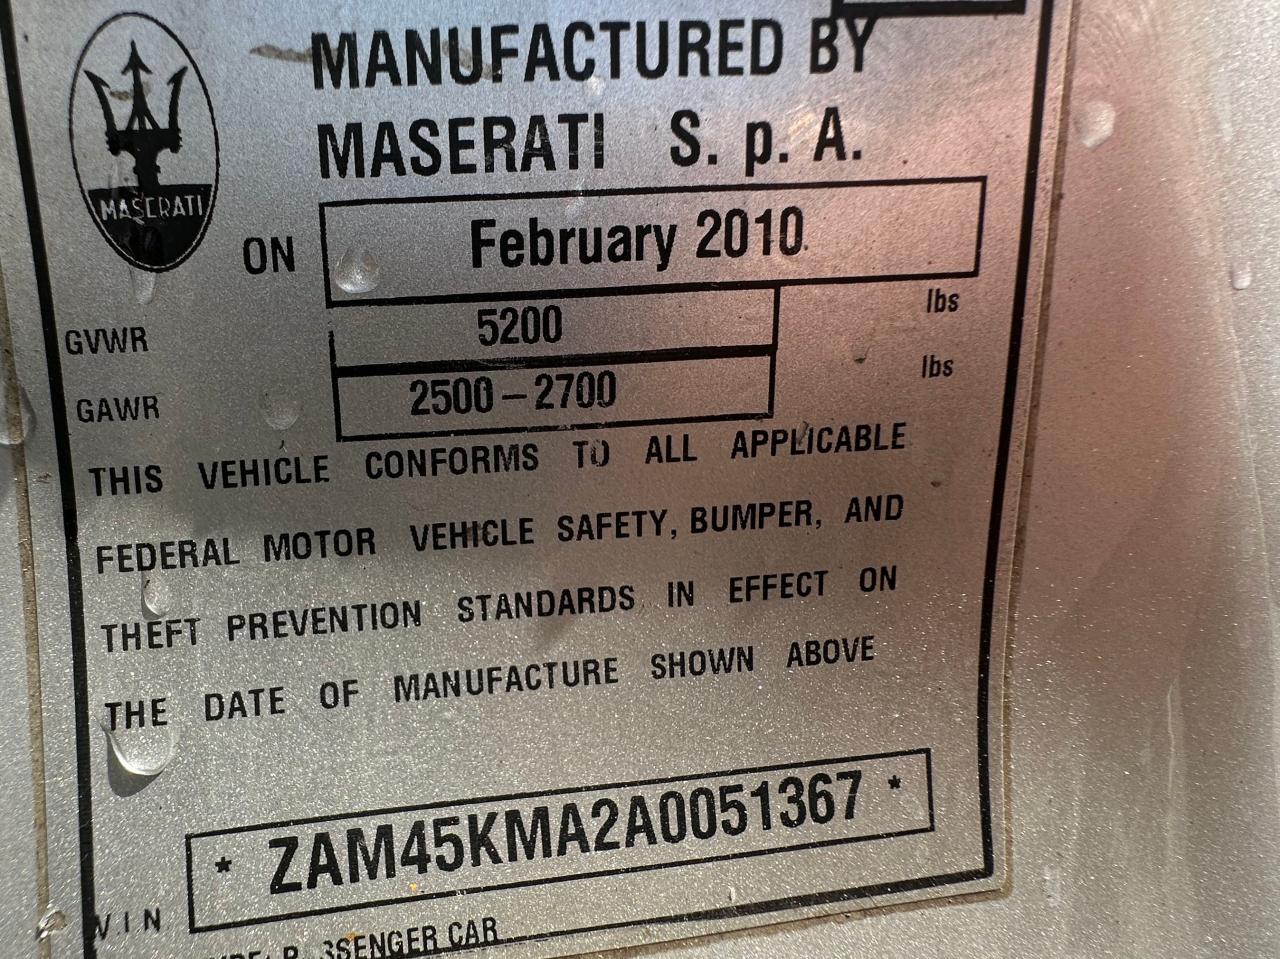 MANUFACTURED BY
MASERATI S. p. A.
MASERATI
ON February 2010
GVWR 5200 lbs
GAWR 2500–2700 lbs
THIS VEHICLE CONFORMS TO ALL APPLICABLE
FEDERAL MOTOR VEHICLE SAFETY, BUMPER, AND
THEFT PREVENTION STANDARDS IN EFFECT ON
THE DATE OF MANUFACTURE SHOWN ABOVE
VIN * ZAM45KMA2A0051367 *
CAR